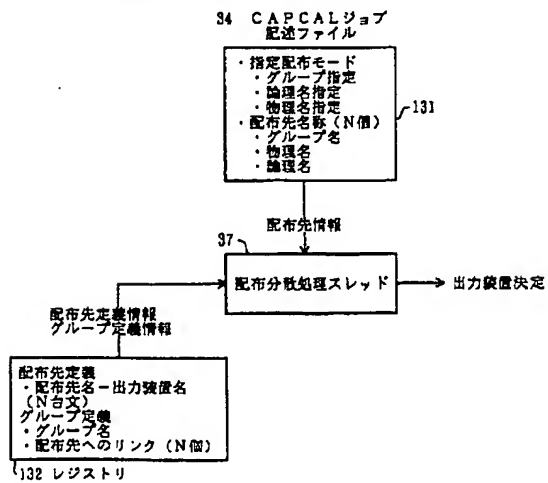 34 CAPCALジョブ
記述ファイル
・指定配布モード
・グループ指定
・論理名指定
・物理名指定
・配布先名称(N個)
・グループ名
・物理名
・論理名
131
配布先情報
37
配布分散処理スレッド
出力装置決定
配布先定義情報
グループ定義情報
配布先定義
・配布先名-出力装置名
(N台文)
グループ定義
・グループ名
・配布先へのリンク(N個)
132 レジストリ